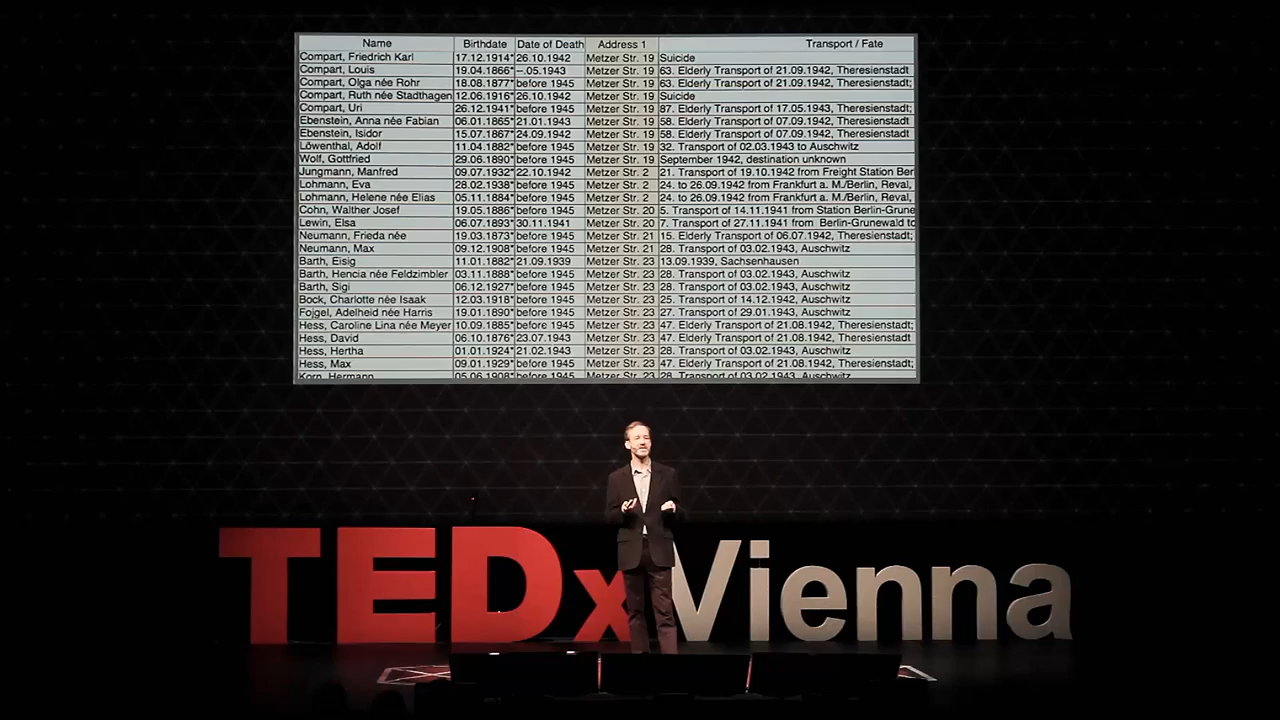 Name Birthdate Date of Death Address 1 Transport / Fate
Compart, Friedrich Karl 17.12.1914* 26.10.1942 Metzer Str. 19 Suicide
Compart, Louis 19.04.1866* --.05.1943 Metzer Str. 19 63. Elderly Transport of 21.09.1942, Theresienstadt
Compart, Olga née Rohr 18.08.1877* before 1945 Metzer Str. 19 63. Elderly Transport of 21.09.1942, Theresienstadt;
Compart, Ruth née Stadthagen 12.06.1916* 26.10.1942 Metzer Str. 19 Suicide
Compart, Uri 26.12.1941* before 1945 Metzer Str. 19 87. Elderly Transport of 17.05.1943, Theresienstadt;
Ebenstein, Anna née Fabian 06.01.1865* 21.01.1943 Metzer Str. 19 58. Elderly Transport of 07.09.1942, Theresienstadt
Ebenstein, Isidor 15.07.1867* 24.09.1942 Metzer Str. 19 58. Elderly Transport of 07.09.1942, Theresienstadt
Löwenthal, Adolf 11.04.1882* before 1945 Metzer Str. 19 32. Transport of 02.03.1943 to Auschwitz
Wolf, Gottfried 29.06.1890* before 1945 Metzer Str. 19 September 1942, destination unknown
Jungmann, Manfred 09.07.1932* 22.10.1942 Metzer Str. 2 21. Transport of 19.10.1942 from Freight Station Ber
Lohmann, Eva 28.02.1938* before 1945 Metzer Str. 2 24. to 26.09.1942 from Frankfurt a. M./Berlin, Reval,
Lohmann, Helene née Elias 05.11.1884* before 1945 Metzer Str. 2 24. to 26.09.1942 from Frankfurt a. M./Berlin, Reval,
Cohn, Walther Josef 19.05.1886* before 1945 Metzer Str. 20 5. Transport of 14.11.1941 from Station Berlin-Grune
Lewin, Elsa 06.07.1893* 30.11.1941 Metzer Str. 20 7. Transport of 27.11.1941 from Berlin-Grunewald to
Neumann, Frieda née 19.03.1873* before 1945 Metzer Str. 21 15. Elderly Transport of 06.07.1942, Theresienstadt;
Neumann, Max 09.12.1908* before 1945 Metzer Str. 21 28. Transport of 03.02.1943, Auschwitz
Barth, Eisig 11.01.1882* 21.09.1939 Metzer Str. 23 13.09.1939, Sachsenhausen
Barth, Hencia née Feldzimbler 03.11.1888* before 1945 Metzer Str. 23 28. Transport of 03.02.1943, Auschwitz
Barth, Sigi 06.12.1927* before 1945 Metzer Str. 23 28. Transport of 03.02.1943, Auschwitz
Bock, Charlotte née Isaak 12.03.1918* before 1945 Metzer Str. 23 25. Transport of 14.12.1942, Auschwitz
Fojgel, Adelheid née Harris 19.01.1890* before 1945 Metzer Str. 23 27. Transport of 29.01.1943, Auschwitz
Hess, Caroline Lina née Meyer 10.09.1885* before 1945 Metzer Str. 23 47. Elderly Transport of 21.08.1942, Theresienstadt;
Hess, David 06.10.1876* 23.07.1943 Metzer Str. 23 47. Elderly Transport of 21.08.1942, Theresienstadt
Hess, Hertha 01.01.1924* 21.02.1943 Metzer Str. 23 28. Transport of 03.02.1943, Auschwitz
Hess, Max 09.01.1929* before 1945 Metzer Str. 23 47. Elderly Transport of 21.08.1942, Theresienstadt;
Korn, Hermann 05.06.1908* before 1945 Metzer Str. 23 28. Transport of 03.02.1943, Auschwitz
TEDxVienna